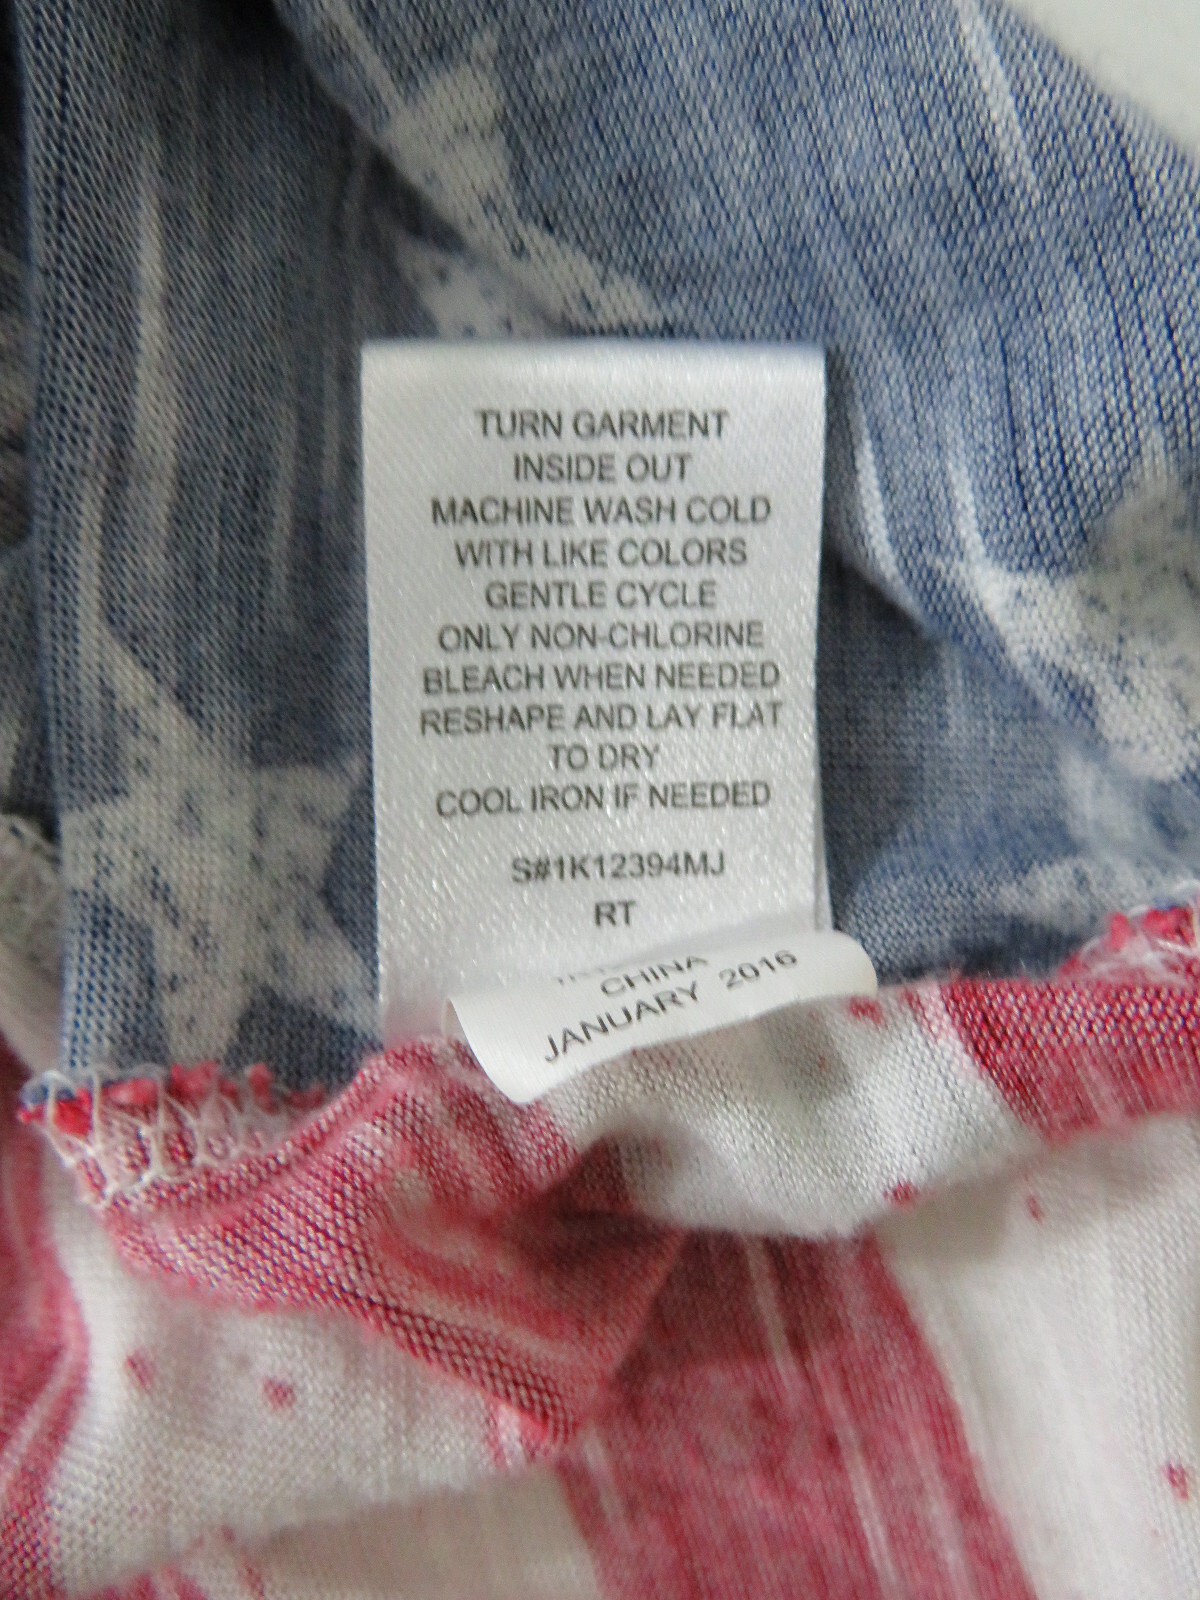 TURN GARMENT
INSIDE OUT
MACHINE WASH COLD
WITH LIKE COLORS
GENTLE CYCLE
ONLY NON-CHLORINE
BLEACH WHEN NEEDED
RESHAPE AND LAY FLAT
TO DRY
COOL IRON IF NEEDED
S#1K12394MJ
RT
CHINA
JANUARY 2016